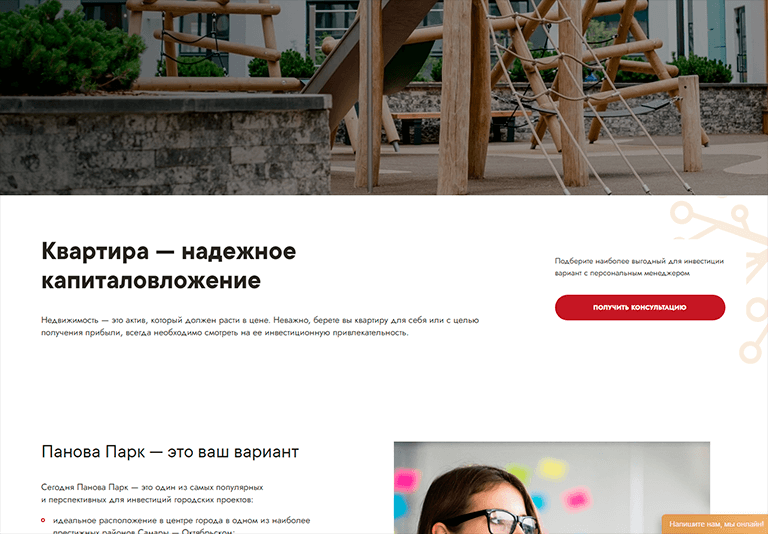 Квартира — надежное
капиталовложение
Подберите наиболее выгодный для инвестиции
вариант с персональным менеджером
ПОЛУЧИТЬ КОНСУЛЬТАЦИЮ
Недвижимость — это актив, который должен расти в цене. Неважно, берете вы квартиру для себя или с целью
получения прибыли, всегда необходимо смотреть на ее инвестиционную привлекательность.
Панова Парк — это ваш вариант
Сегодня Панова Парк — это один из самых популярных
и перспективных для инвестиций городских проектов:
идеальное расположение в центре города в одном из наиболее
престижных районов Самары — Октябрьском;
Напишите нам, мы онлайн!